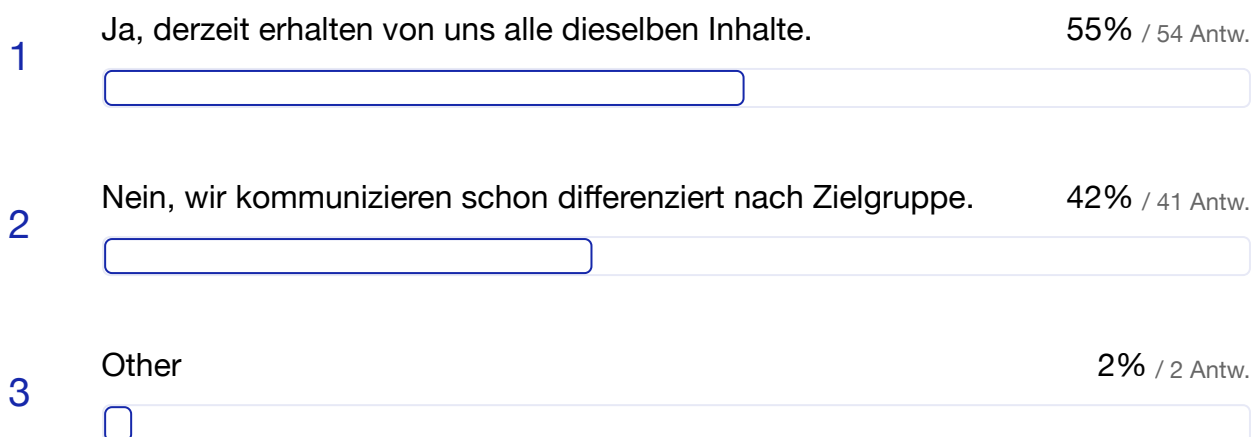 1 Ja, derzeit erhalten von uns alle dieselben Inhalte. 55% / 54 Antw.
2 Nein, wir kommunizieren schon differenziert nach Zielgruppe. 42% / 41 Antw.
3 Other 2% / 2 Antw.